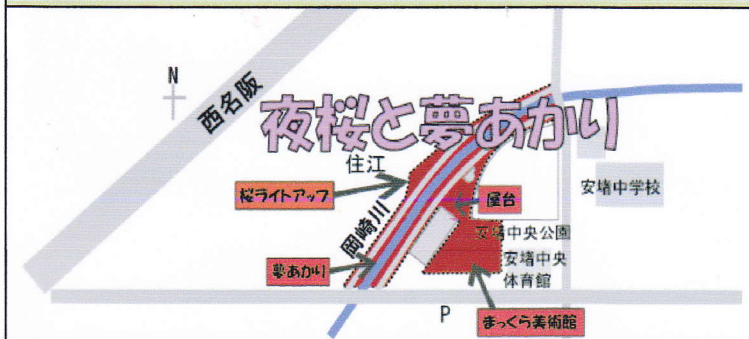 N
西名阪
夜桜と夢あかり
住江
桜ライトアップ
屋台
安堵中学校
岡崎川
安堵中央公園
夢あかり
安堵中央
体育館
P
まっくら美術館